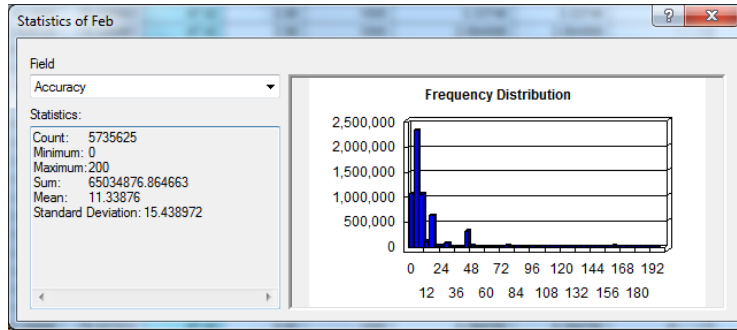 Statistics of Feb
Field
Accuracy
Statistics:
Count: 5735625
Minimum: 0
Maximum: 200
Sum: 65034876.864663
Mean: 11.33876
Standard Deviation: 15.438972
Frequency Distribution
2,500,000
2,000,000
1,500,000
1,000,000
500,000
0
0 24 48 72 96 120 144 168 192
12 36 60 84 108 132 156 180